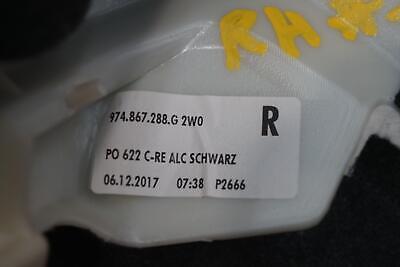 RH
974.867.288.G 2W0 R
PO 622 C-RE ALC SCHWARZ
06.12.2017 07:38 P2666